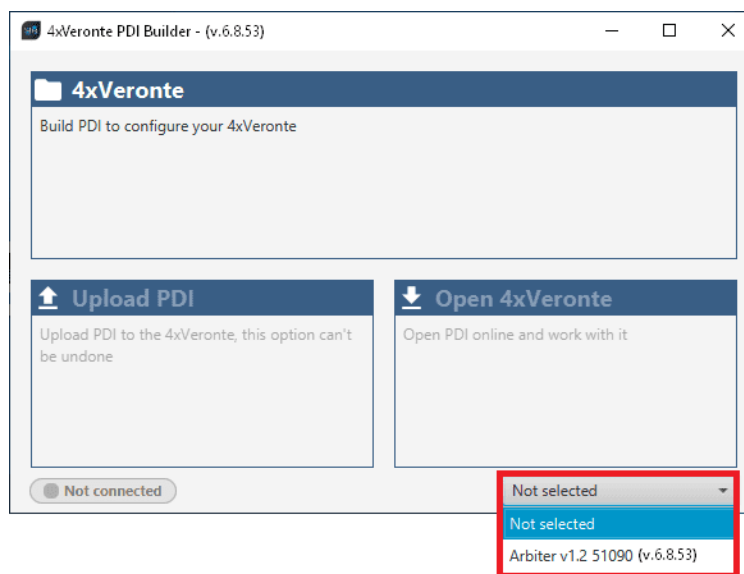 4xVeronte PDI Builder - (v.6.8.53)
4xVeronte
Build PDI to configure your 4xVeronte
Upload PDI
Upload PDI to the 4xVeronte, this option can't
be undone
Open 4xVeronte
Open PDI online and work with it
Not connected
Not selected
Not selected
Arbiter v1.2 51090 (v.6.8.53)